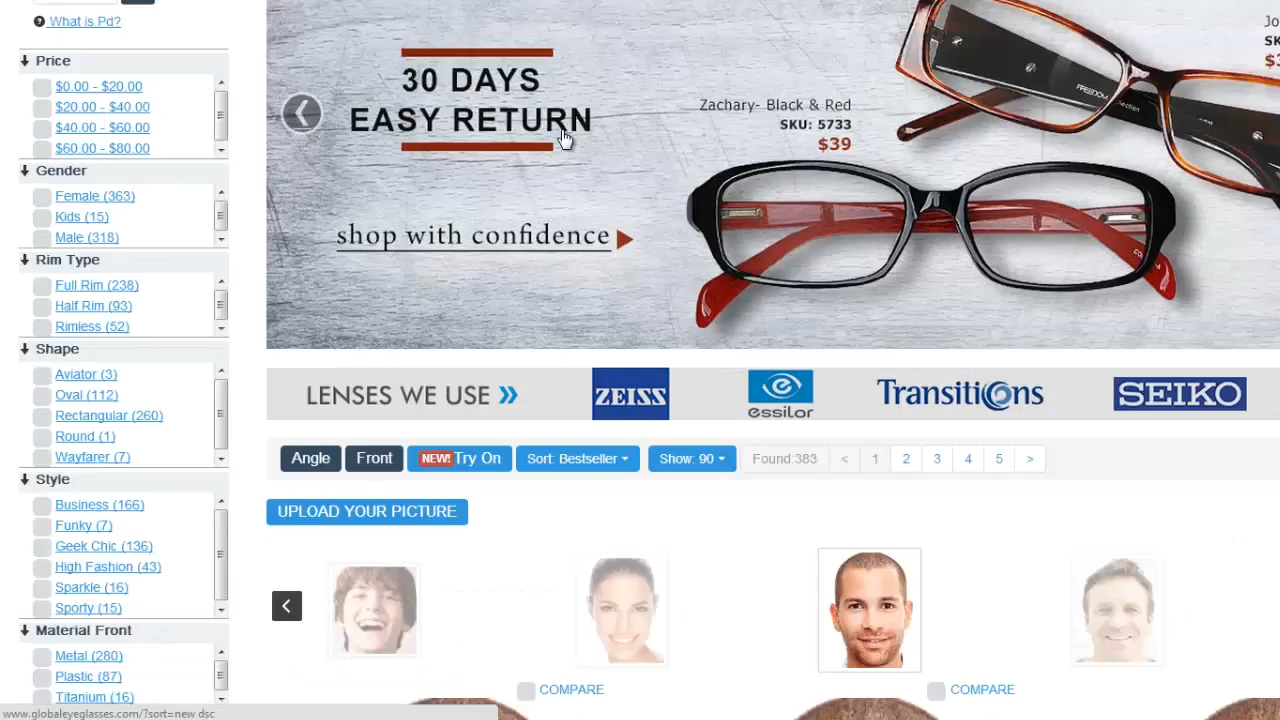 What is Pd?
Price
$0.00 - $20.00
$20.00 - $40.00
$40.00 - $60.00
$60.00 - $80.00
Gender
Female (363)
Kids (15)
Male (318)
Rim Type
Full Rim (238)
Half Rim (93)
Rimless (52)
Shape
Aviator (3)
Oval (112)
Rectangular (260)
Round (1)
Wayfarer (7)
Style
Business (166)
Funky (7)
Geek Chic (136)
High Fashion (43)
Sparkle (16)
Sporty (15)
Material Front
Metal (280)
Plastic (87)
Titanium (16)
30 DAYS
EASY RETURN
shop with confidence
Zachary- Black & Red
SKU: 5733
$39
FREEDOM
LENSES WE USE »
ZEISS
essilor
Transitions
SEIKO
Angle
Front
NEW! Try On
Sort: Bestseller
Show: 90
Found:383
<
1
2
3
4
5
>
UPLOAD YOUR PICTURE
COMPARE
COMPARE
www.globaleyeglasses.com/?sort=new dsc